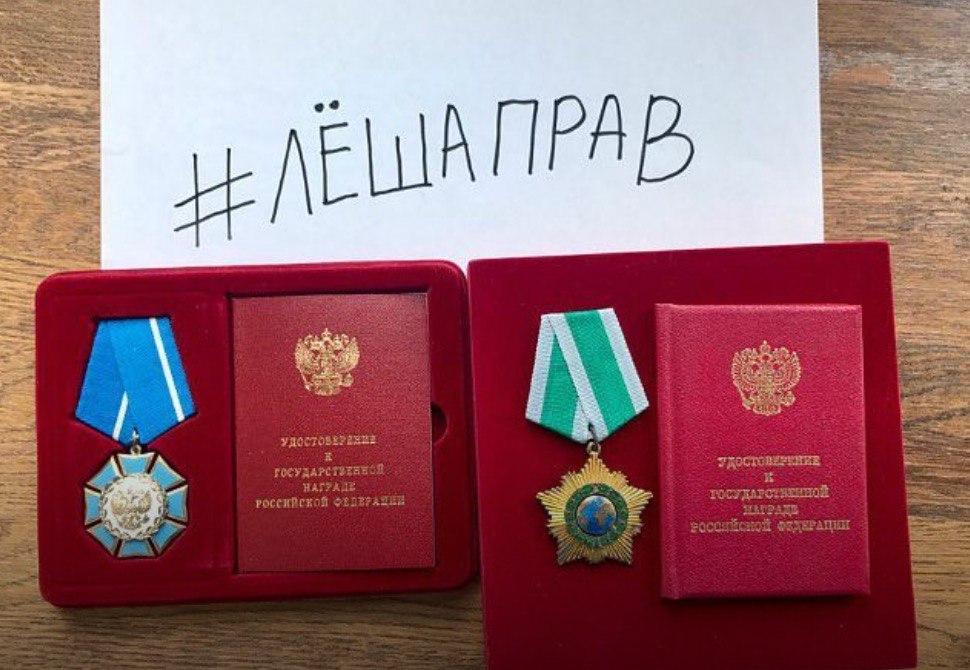 #ЛЁШАПРАВ
УДОСТОВЕРЕНИЕ
К
ГОСУДАРСТВЕННОЙ
НАГРАДЕ
РОССИЙСКОЙ ФЕДЕРАЦИИ
УДОСТОВЕРЕНИЕ
К
ГОСУДАРСТВЕННОЙ
НАГРАДЕ
РОССИЙСКОЙ ФЕДЕРАЦИИ